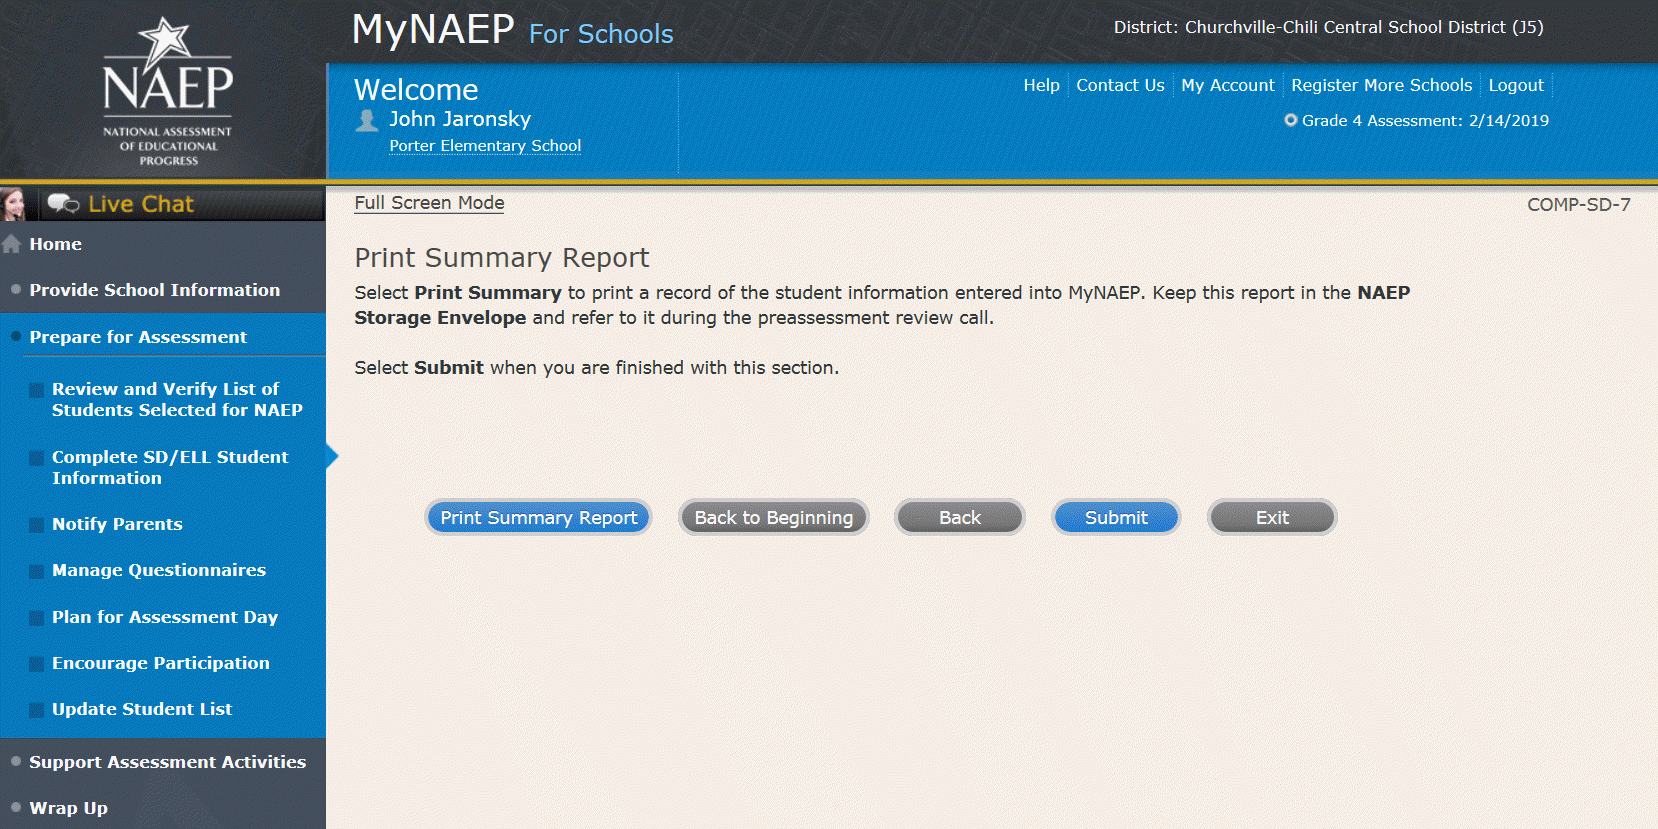 NAEP
NATIONAL ASSESSMENT
OF EDUCATIONAL
PROGRESS
MyNAEP For Schools
District: Churchville-Chili Central School District (J5)
Welcome
John Jaronsky
Porter Elementary School
Help
Contact Us
My Account
Register More Schools
Logout
Grade 4 Assessment: 2/14/2019
Live Chat
Home
Provide School Information
Prepare for Assessment
Review and Verify List of
Students Selected for NAEP
Complete SD/ELL Student
Information
Notify Parents
Manage Questionnaires
Plan for Assessment Day
Encourage Participation
Update Student List
Support Assessment Activities
Wrap Up
Full Screen Mode
COMP-SD-7
Print Summary Report
Select Print Summary to print a record of the student information entered into MyNAEP. Keep this report in the NAEP
Storage Envelope and refer to it during the preassessment review call.
Select Submit when you are finished with this section.
Print Summary Report
Back to Beginning
Back
Submit
Exit